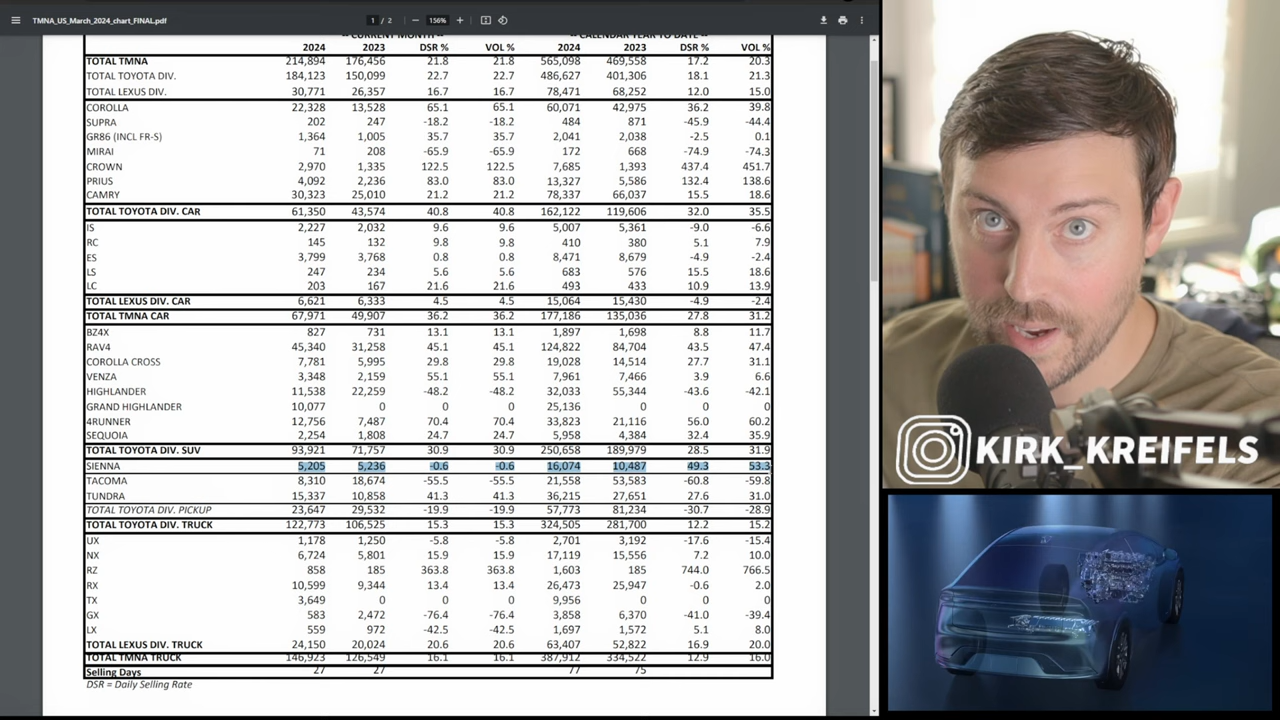 TMNA_US_March_2024_chart_FINAL.pdf 1 / 2 156%
-- CURRENT MONTH -- -- CALENDAR YEAR TO DATE --
2024 2023 DSR % VOL % 2024 2023 DSR % VOL %
TOTAL TMNA 214,894 176,456 21.8 21.8 565,098 469,558 17.2 20.3
TOTAL TOYOTA DIV. 184,123 150,099 22.7 22.7 486,627 401,306 18.1 21.3
TOTAL LEXUS DIV. 30,771 26,357 16.7 16.7 78,471 68,252 12.0 15.0
COROLLA 22,328 13,528 65.1 65.1 60,071 42,975 36.2 39.8
SUPRA 202 247 -18.2 -18.2 484 871 -45.9 -44.4
GR86 (INCL FR-S) 1,364 1,005 35.7 35.7 2,041 2,038 -2.5 0.1
MIRAI 71 208 -65.9 -65.9 172 668 -74.9 -74.3
CROWN 2,970 1,335 122.5 122.5 7,685 1,393 437.4 451.7
PRIUS 4,092 2,236 83.0 83.0 13,327 5,586 132.4 138.6
CAMRY 30,323 25,010 21.2 21.2 78,337 66,037 15.5 18.6
TOTAL TOYOTA DIV. CAR 61,350 43,574 40.8 40.8 162,122 119,606 32.0 35.5
IS 2,227 2,032 9.6 9.6 5,007 5,361 -9.0 -6.6
RC 145 132 9.8 9.8 410 380 5.1 7.9
ES 3,799 3,768 0.8 0.8 8,471 8,679 -4.9 -2.4
LS 247 234 5.6 5.6 683 576 15.5 18.6
LC 203 167 21.6 21.6 493 433 10.9 13.9
TOTAL LEXUS DIV. CAR 6,621 6,333 4.5 4.5 15,064 15,430 -4.9 -2.4
TOTAL TMNA CAR 67,971 49,907 36.2 36.2 177,186 135,036 27.8 31.2
BZ4X 827 731 13.1 13.1 1,897 1,698 8.8 11.7
RAV4 45,340 31,258 45.1 45.1 124,822 84,704 43.5 47.4
COROLLA CROSS 7,781 5,995 29.8 29.8 19,028 14,514 27.7 31.1
VENZA 3,348 2,159 55.1 55.1 7,961 7,466 3.9 6.6
HIGHLANDER 11,538 22,259 -48.2 -48.2 32,033 55,344 -43.6 -42.1
GRAND HIGHLANDER 10,077 0 0 0 25,136 0 0 0
4RUNNER 12,756 7,487 70.4 70.4 33,823 21,116 56.0 60.2
SEQUOIA 2,254 1,808 24.7 24.7 5,958 4,384 32.4 35.9
TOTAL TOYOTA DIV. SUV 93,921 71,757 30.9 30.9 250,658 189,979 28.5 31.9
SIENNA 5,205 5,236 -0.6 -0.6 16,074 10,487 49.3 53.3
TACOMA 8,310 18,674 -55.5 -55.5 21,558 53,583 -60.8 -59.8
TUNDRA 15,337 10,858 41.3 41.3 36,215 27,651 27.6 31.0
TOTAL TOYOTA DIV. PICKUP 23,647 29,532 -19.9 -19.9 57,773 81,234 -30.7 -28.9
TOTAL TOYOTA DIV. TRUCK 122,773 106,525 15.3 15.3 324,505 281,700 12.2 15.2
UX 1,178 1,250 -5.8 -5.8 2,701 3,192 -17.6 -15.4
NX 6,724 5,801 15.9 15.9 17,119 15,556 7.2 10.0
RZ 858 185 363.8 363.8 1,603 185 744.0 766.5
RX 10,599 9,344 13.4 13.4 26,473 25,947 -0.6 2.0
TX 3,649 0 0 0 9,956 0 0 0
GX 583 2,472 -76.4 -76.4 3,858 6,370 -41.0 -39.4
LX 559 972 -42.5 -42.5 1,697 1,572 5.1 8.0
TOTAL LEXUS DIV. TRUCK 24,150 20,024 20.6 20.6 63,407 52,822 16.9 20.0
TOTAL TMNA TRUCK 146,923 126,549 16.1 16.1 387,912 334,522 12.9 16.0
Selling Days 27 27 77 75
DSR = Daily Selling Rate
KIRK_KREIFELS